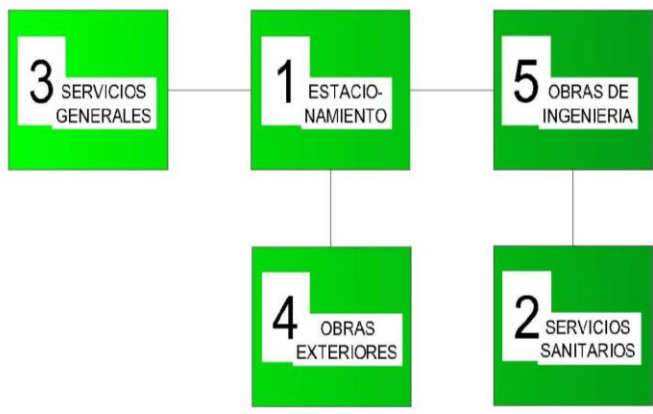 3 SERVICIOS
GENERALES
1 ESTACIO-
NAMIENTO
5 OBRAS DE
INGENIERIA
4 OBRAS
EXTERIORES
2 SERVICIOS
SANITARIOS